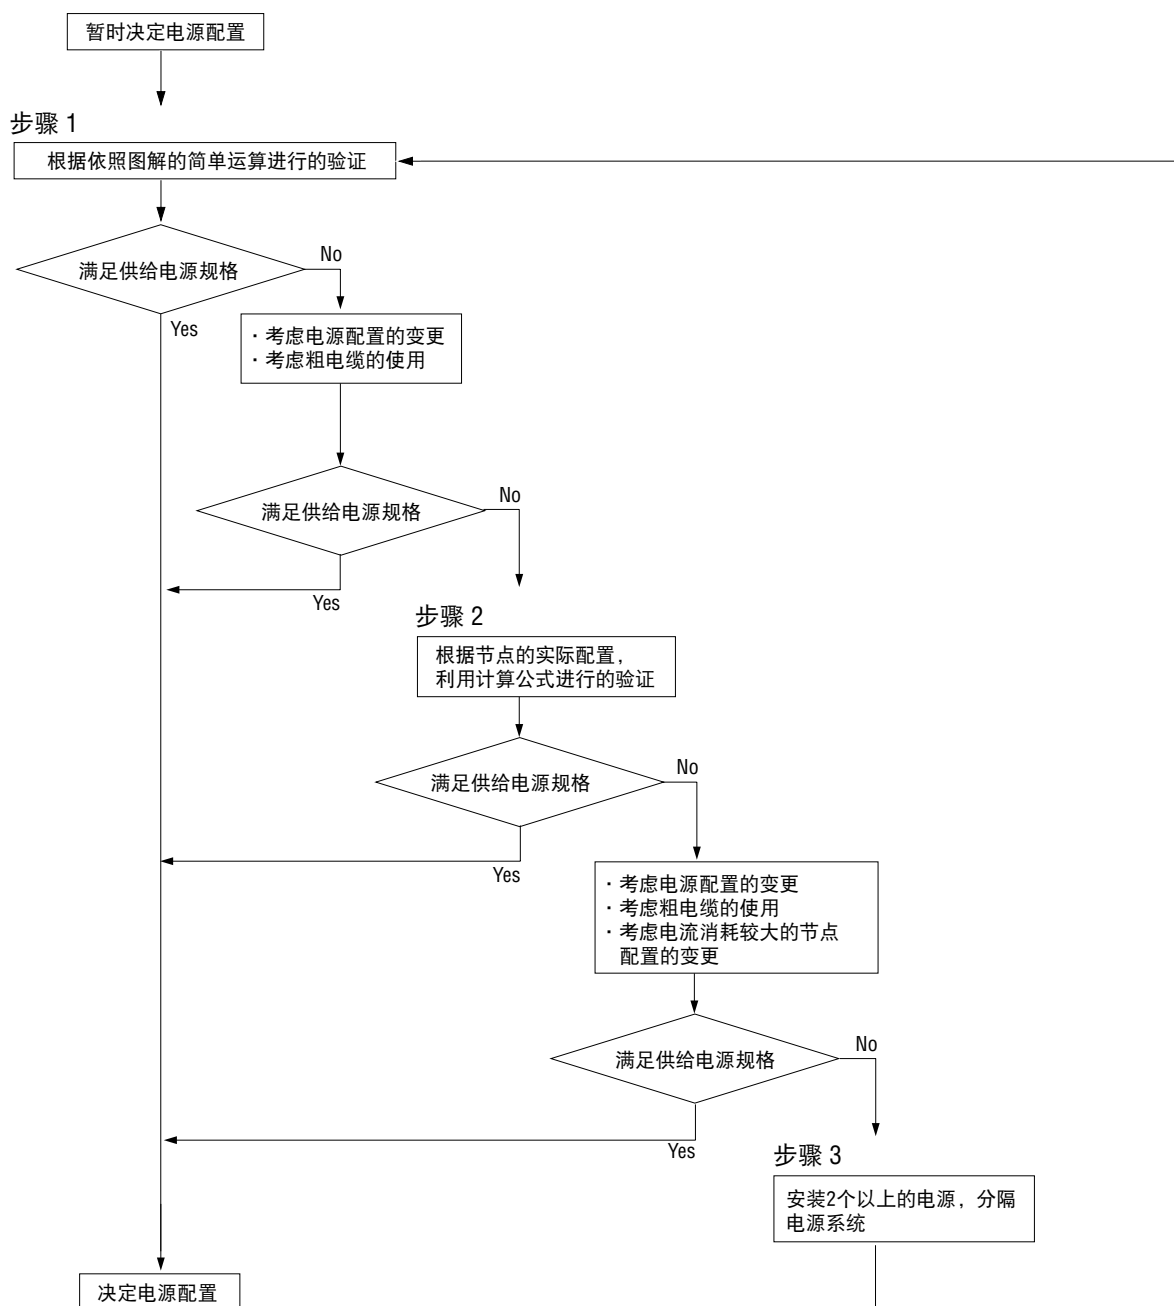 暂时决定电源配置
步骤 1
根据依照图解的简单运算进行的验证
No
满足供给电源规格
Yes
・考虑电源配置的变更
・考虑粗电缆的使用
No
满足供给电源规格
Yes
步骤 2
根据节点的实际配置，
利用计算公式进行的验证
No
满足供给电源规格
Yes
・考虑电源配置的变更
・考虑粗电缆的使用
・考虑电流消耗较大的节点
配置的变更
No
满足供给电源规格
Yes
步骤 3
安装2个以上的电源，分隔
电源系统
决定电源配置